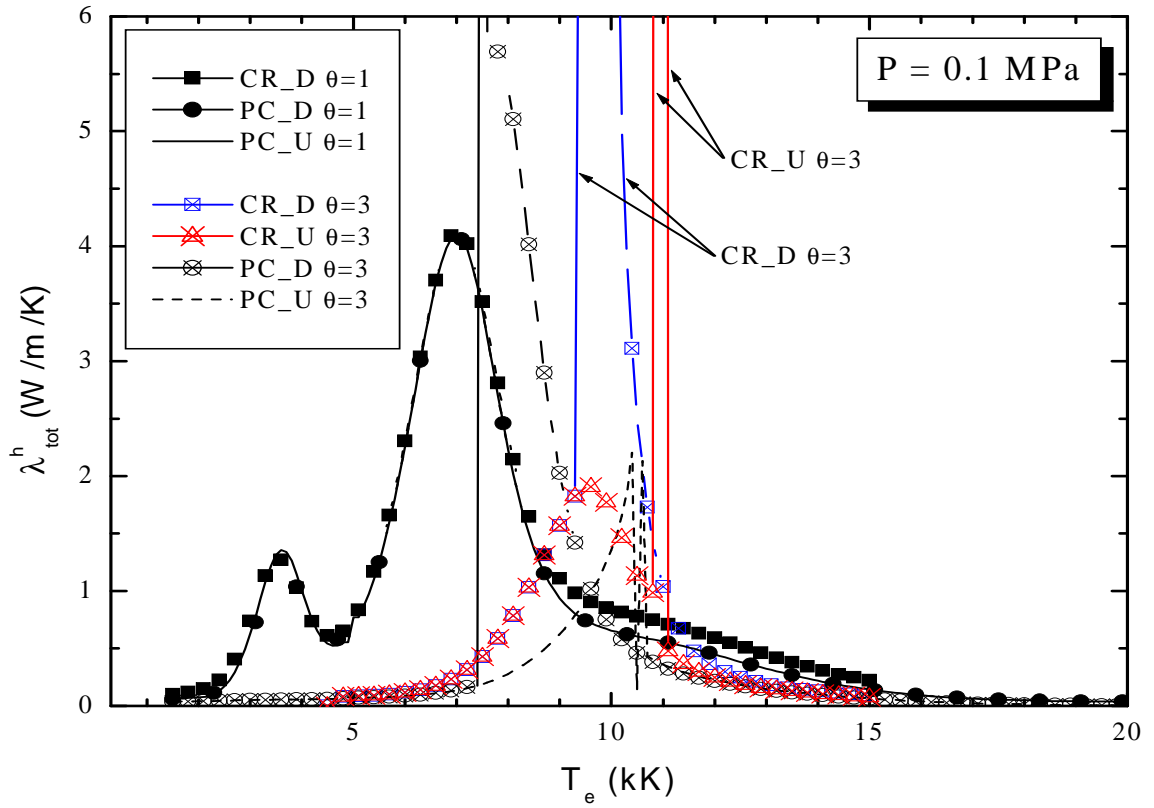 P = 0.1 MPa
CR_D θ=1
PC_D θ=1
PC_U θ=1
CR_D θ=3
CR_U θ=3
PC_D θ=3
PC_U θ=3
CR_U θ=3
CR_D θ=3
λ^h_tot (W/m/K)
6
5
4
3
2
1
0
5
10
15
20
T_e (kK)